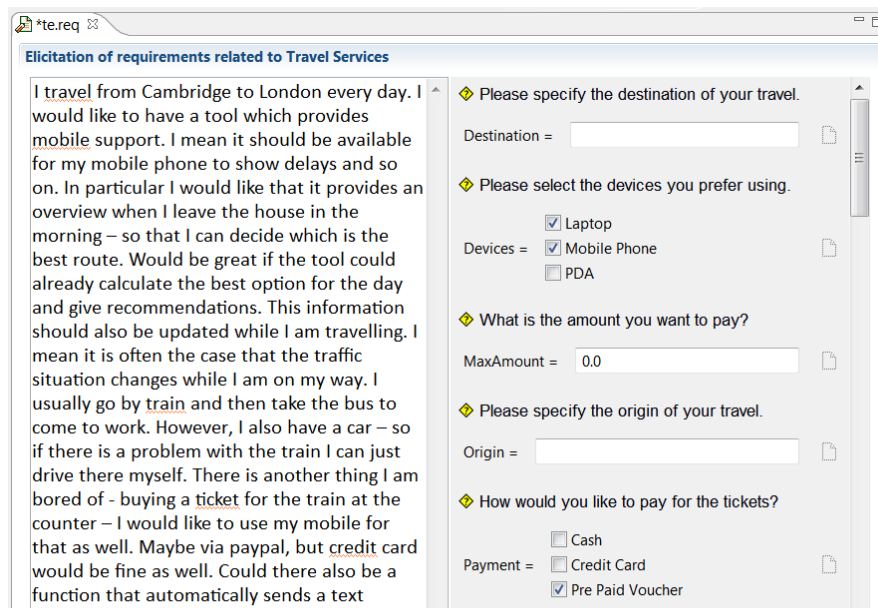 *te.req
Elicitation of requirements related to Travel Services
I travel from Cambridge to London every day. I
would like to have a tool which provides
mobile support. I mean it should be available
for my mobile phone to show delays and so
on. In particular I would like that it provides an
overview when I leave the house in the
morning – so that I can decide which is the
best route. Would be great if the tool could
already calculate the best option for the day
and give recommendations. This information
should also be updated while I am travelling. I
mean it is often the case that the traffic
situation changes while I am on my way. I
usually go by train and then take the bus to
come to work. However, I also have a car – so
if there is a problem with the train I can just
drive there myself. There is another thing I am
bored of - buying a ticket for the train at the
counter – I would like to use my mobile for
that as well. Maybe via paypal, but credit card
would be fine as well. Could there also be a
function that automatically sends a text
Please specify the destination of your travel.
Destination =
Please select the devices you prefer using.
Devices =
Laptop
Mobile Phone
PDA
What is the amount you want to pay?
MaxAmount = 0.0
Please specify the origin of your travel.
Origin =
How would you like to pay for the tickets?
Payment =
Cash
Credit Card
Pre Paid Voucher